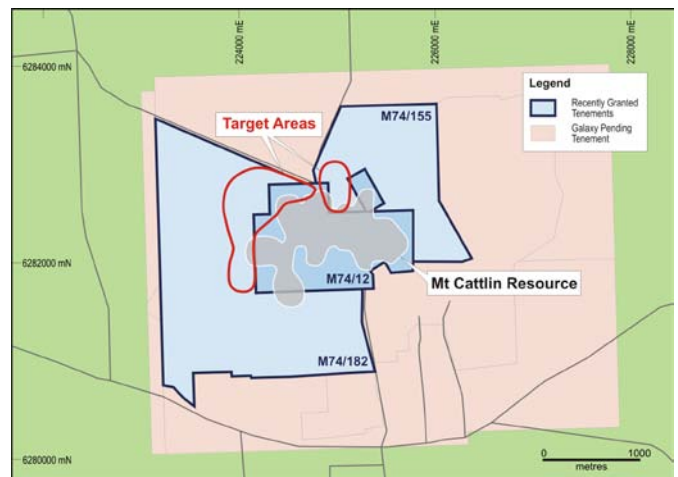 224000 mE
226000 mE
228000 mE
6284000 mN
Legend
Recently Granted
Tenements
Galaxy Pending
Tenement
Target Areas
M74/155
6282000 mN
M74/12
Mt Cattlin Resource
M74/182
6280000 mN
0
1000
metres